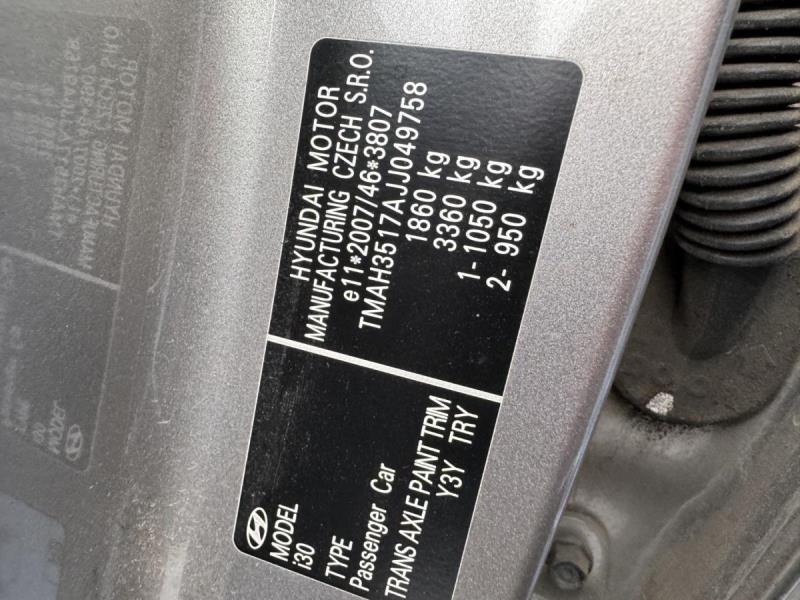 HYUNDAI MOTOR
MANUFACTURING CZECH S.R.O.
e11*2007/46*3807
TMAH3517AJJ049758
1860 kg
3360 kg
1- 1050 kg
2- 950 kg
MODEL
i30
TYPE
Passenger Car
TRANS AXLE PAINT TRIM
Y3Y TRY